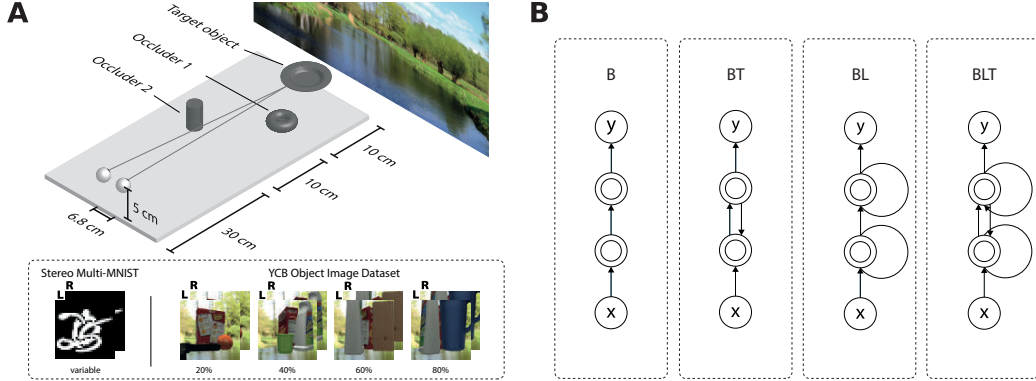 A
Target object
Occluder 1
Occluder 2
10 cm
10 cm
30 cm
5 cm
6.8 cm
Stereo Multi-MNIST
YCB Object Image Dataset
L R
L R
L R
L R
L R
variable
20%
40%
60%
80%
B
B
BT
BL
BLT
y
y
y
y
x
x
x
x